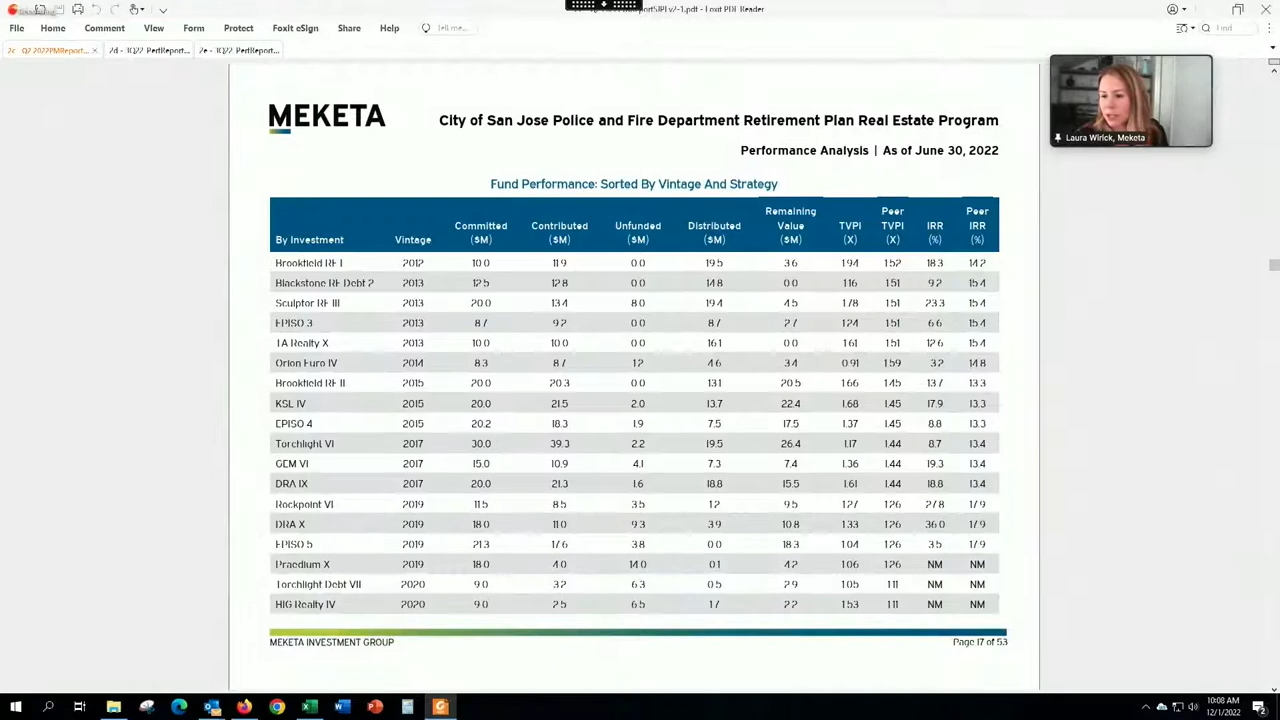 File Home Comment View Form Protect Foxit eSign Share Help Tell me... Find
2c - Q2 2022PMReport... 2d - 1Q22 PerfReport... 2e - 1Q22 PerfReport...
Laura Wirick, Meketa
MEKETA
City of San Jose Police and Fire Department Retirement Plan Real Estate Program
Performance Analysis | As of June 30, 2022
Fund Performance: Sorted By Vintage And Strategy
By Investment Vintage Committed ($M) Contributed ($M) Unfunded ($M) Distributed ($M) Remaining Value ($M) TVPI (X) Peer TVPI (X) IRR (%) Peer IRR (%)
Brookfield RE I 2012 10.0 11.9 0.0 19.5 3.6 1.94 1.52 18.3 14.2
Blackstone RE Debt 2 2013 12.5 12.8 0.0 14.8 0.0 1.16 1.51 9.2 15.4
Sculptor RE III 2013 20.0 13.4 8.0 19.4 4.5 1.78 1.51 23.3 15.4
EPISO 3 2013 8.7 9.2 0.0 8.7 2.7 1.24 1.51 6.6 15.4
TA Realty X 2013 10.0 10.0 0.0 16.1 0.0 1.61 1.51 12.6 15.4
Orion Euro IV 2014 8.3 8.7 1.2 4.6 3.4 0.91 1.59 3.2 14.8
Brookfield RE II 2015 20.0 20.3 0.0 13.1 20.5 1.66 1.45 13.7 13.3
KSL IV 2015 20.0 21.5 2.0 13.7 22.4 1.68 1.45 17.9 13.3
EPISO 4 2015 20.2 18.3 1.9 7.5 17.5 1.37 1.45 8.8 13.3
Torchlight VI 2017 30.0 39.3 2.2 19.5 26.4 1.17 1.44 8.7 13.4
GEM VI 2017 15.0 10.9 4.1 7.3 7.4 1.36 1.44 19.3 13.4
DRA IX 2017 20.0 21.3 1.6 18.8 15.5 1.61 1.44 18.8 13.4
Rockpoint VI 2019 11.5 8.5 3.5 1.2 9.5 1.27 1.26 27.8 17.9
DRA X 2019 18.0 11.0 9.3 3.9 10.8 1.33 1.26 36.0 17.9
EPISO 5 2019 21.3 17.6 3.8 0.0 18.3 1.04 1.26 3.5 17.9
Praedium X 2019 18.0 4.0 14.0 0.1 4.2 1.06 1.26 NM NM
Torchlight Debt VII 2020 9.0 3.2 6.3 0.5 2.9 1.05 1.11 NM NM
HIG Realty IV 2020 9.0 2.5 6.5 1.7 2.2 1.53 1.11 NM NM
MEKETA INVESTMENT GROUP Page 17 of 53
10:08 AM
12/1/2022